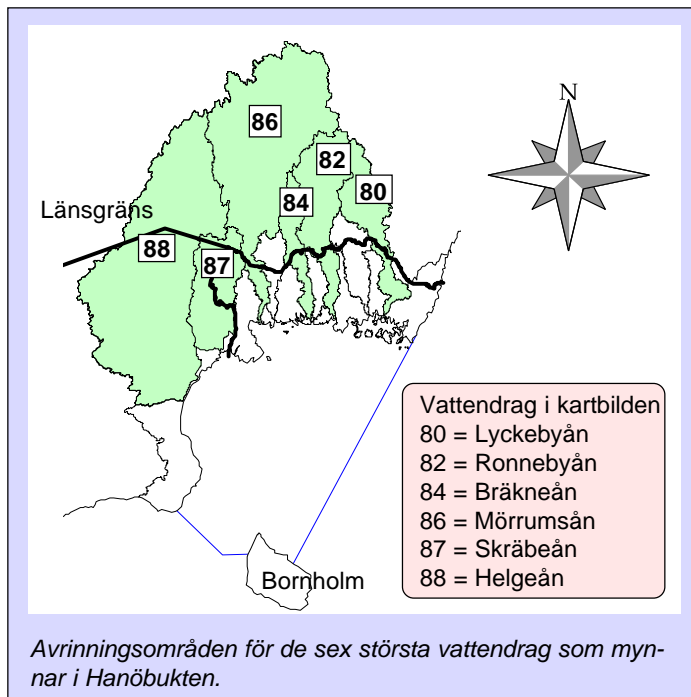 N
86
82
80
84
Länsgräns
88
87
Vattendrag i kartbilden
80 = Lyckebyån
82 = Ronnebyån
84 = Bräkneån
86 = Mörrumsån
87 = Skräbeån
88 = Helgeån
Bornholm
Avrinningsområden för de sex största vattendrag som myn-
nar i Hanöbukten.